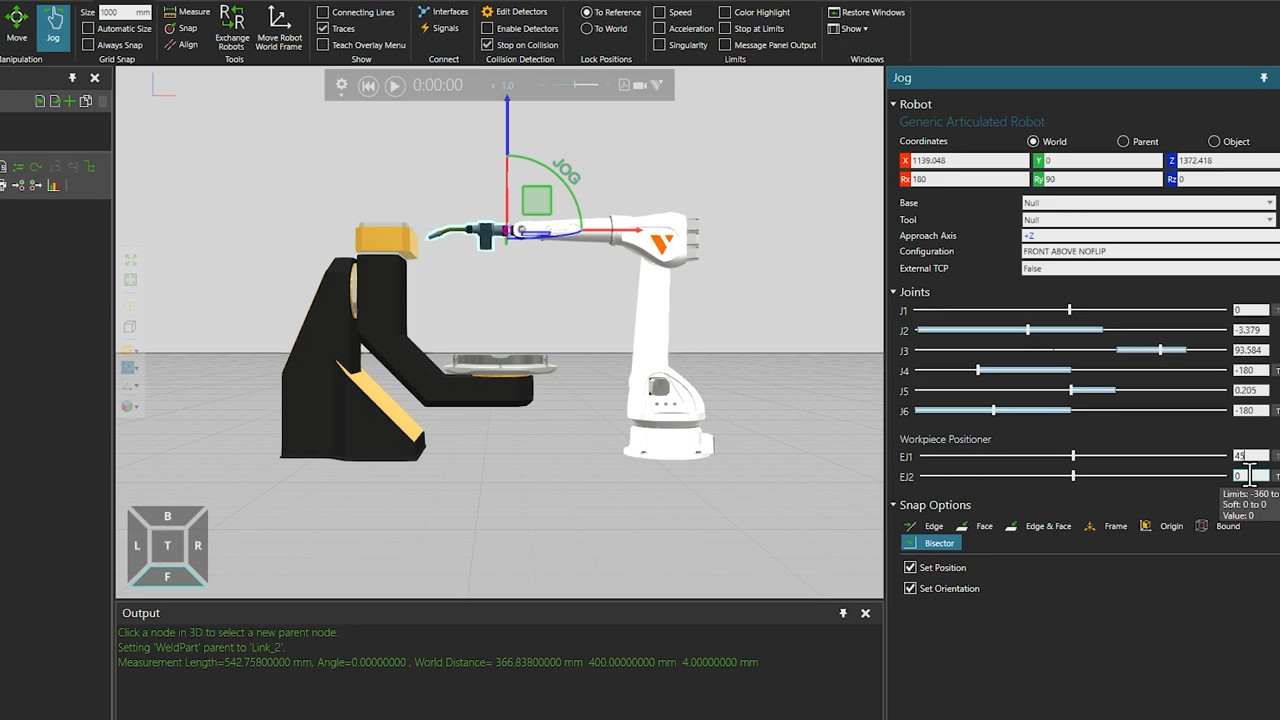 Size 1000 mm
Measure
Connecting Lines
Interfaces
Edit Detectors
To Reference
Speed
Color Highlight
Restore Windows
Automatic Size
Snap
Traces
Signals
Enable Detectors
To World
Acceleration
Stop at Limits
Show
Move
Jog
Always Snap
Align
Exchange
Robots
Move Robot
World Frame
Teach Overlay Menu
Stop on Collision
Singularity
Message Panel Output
Grid Snap
Tools
Show
Connect
Collision Detection
Lock Positions
Limits
Windows
Jog
0:00:00
x 1.0
Robot
Generic Articulated Robot
Coordinates World Parent Object
X 1139.048 Y 0 Z 1372.418
Rx 180 Ry 90 Rz 0
Base Null
Tool Null
Approach Axis +Z
Configuration FRONT ABOVE NOFLIP
External TCP False
Joints
J1 0
J2 -3.379
J3 93.584
J4 -180
J5 0.205
J6 -180
Workpiece Positioner
EJ1 45
EJ2 0
Limits: -360 to
Soft: 0 to 0
Value: 0
Snap Options
Edge Face Edge & Face Frame Origin Bound
Bisector
Set Position
Set Orientation
JOG
B
L T R
F
Output
Click a node in 3D to select a new parent node.
Setting 'WeldPart' parent to 'Link_2'.
Measurement Length=542.75800000 mm, Angle=0.00000000 , World Distance= 366.83800000 mm 400.00000000 mm 4.00000000 mm